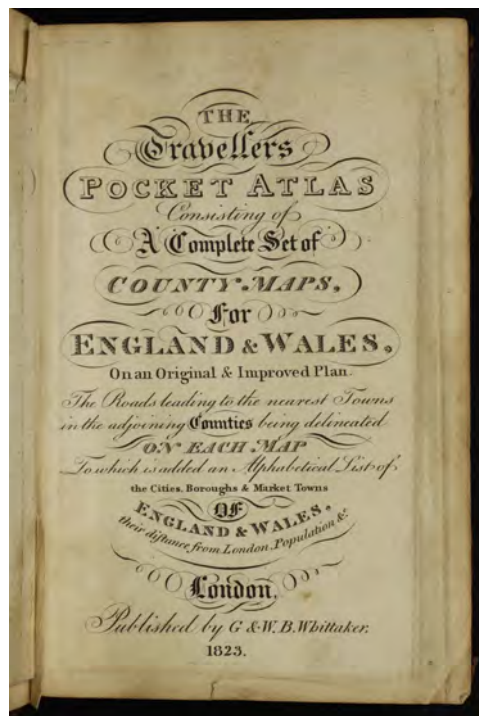 THE
Travellers
POCKET ATLAS
Consisting of
A Complete Set of
COUNTY MAPS,
For
ENGLAND & WALES,
On an Original & Improved Plan.
The Roads leading to the nearest Towns
in the adjoining Counties being delineated
ON EACH MAP
To which is added an Alphabetical List of
the Cities, Boroughs & Market Towns
OF
ENGLAND & WALES,
their distance from London, Population &c.
London,
Published by G & W. B. Whittaker.
1823.